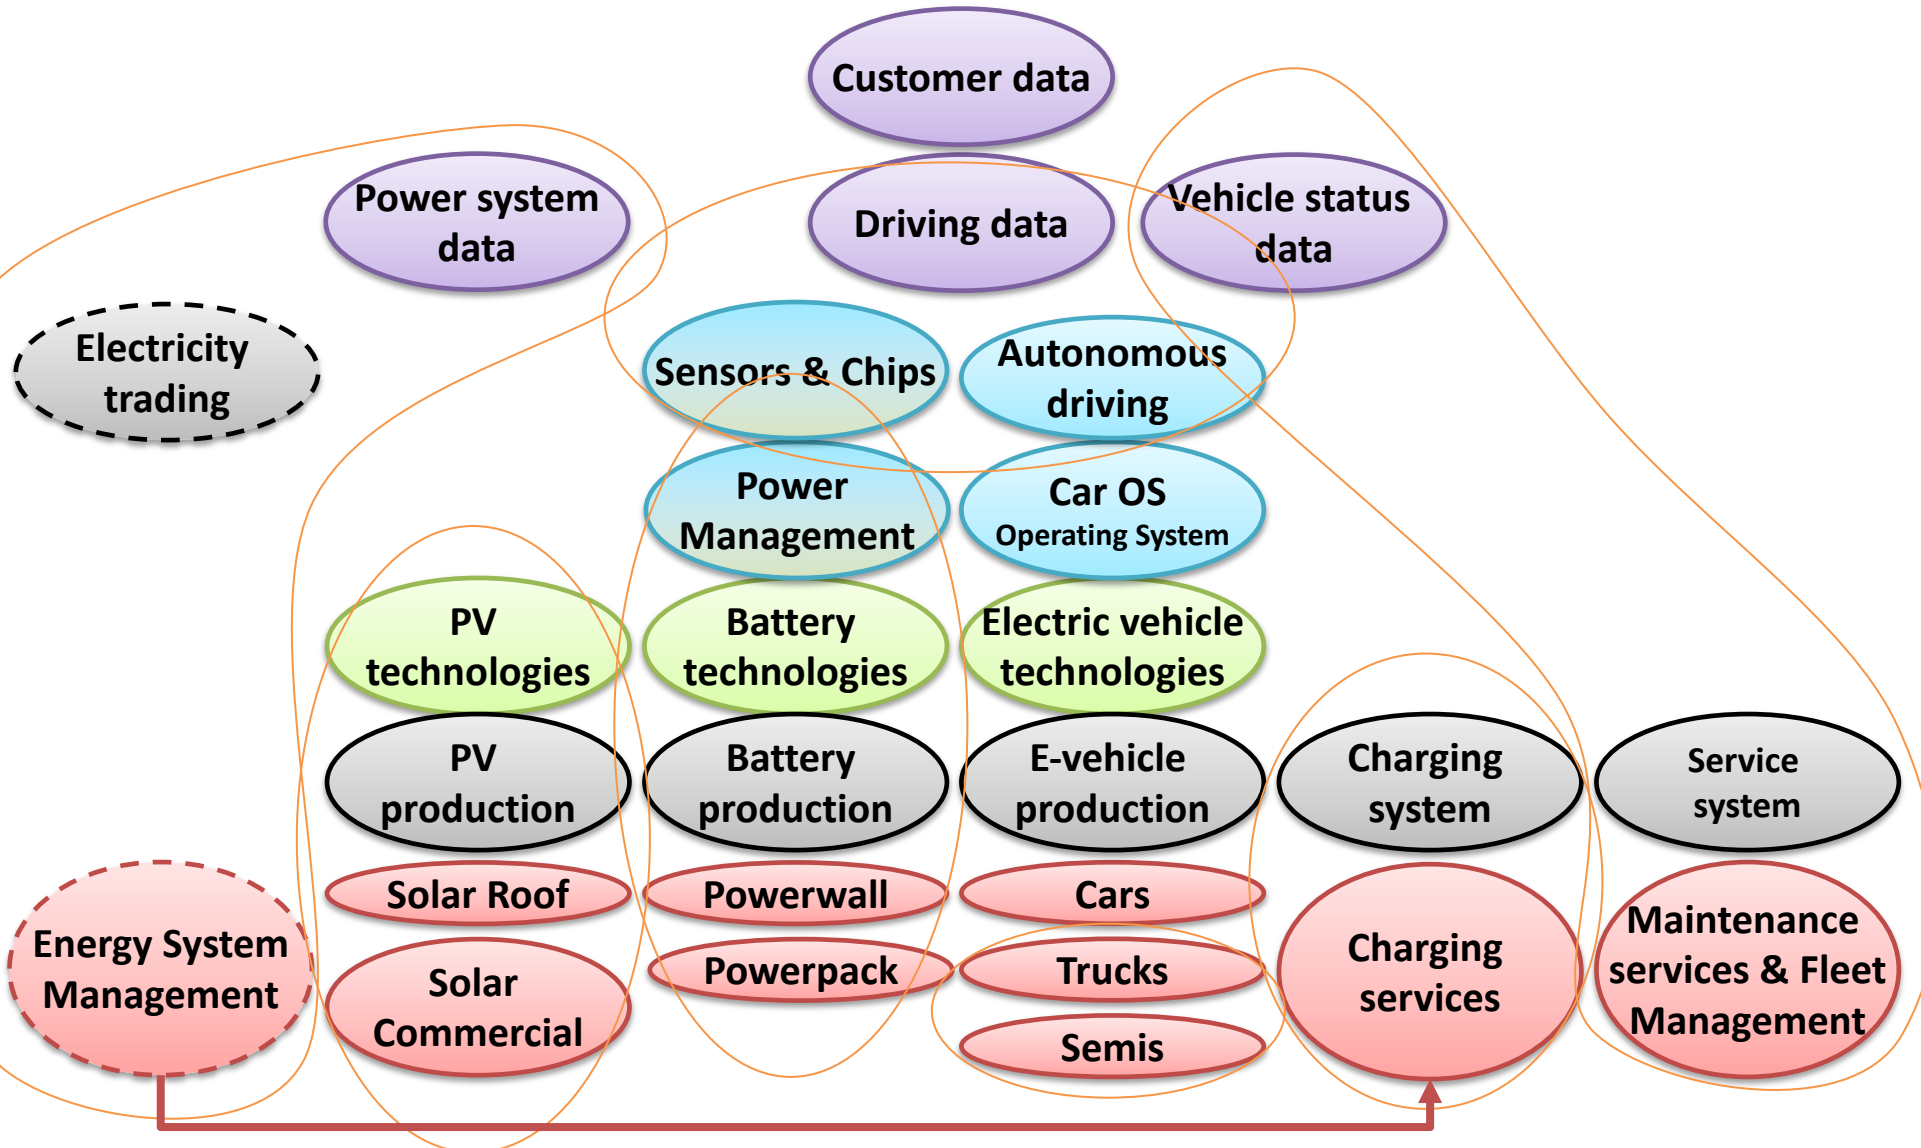 Customer data
Power system
data
Driving data
Vehicle status
data
Electricity
trading
Sensors & Chips
Autonomous
driving
Power
Management
Car OS
Operating System
PV
technologies
Battery
technologies
Electric vehicle
technologies
PV
production
Battery
production
E-vehicle
production
Charging
system
Service
system
Solar Roof
Powerwall
Cars
Energy System
Management
Solar
Commercial
Powerpack
Trucks
Semis
Charging
services
Maintenance
services & Fleet
Management